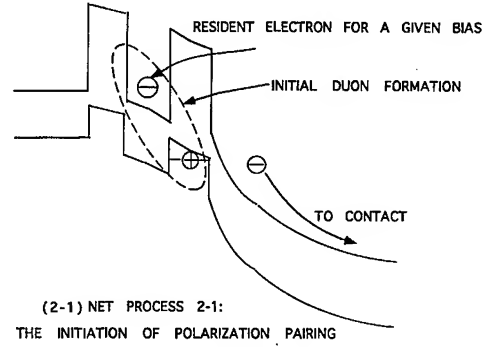 RESIDENT ELECTRON FOR A GIVEN BIAS
INITIAL DUON FORMATION
TO CONTACT
(2-1) NET PROCESS 2-1:
THE INITIATION OF POLARIZATION PAIRING